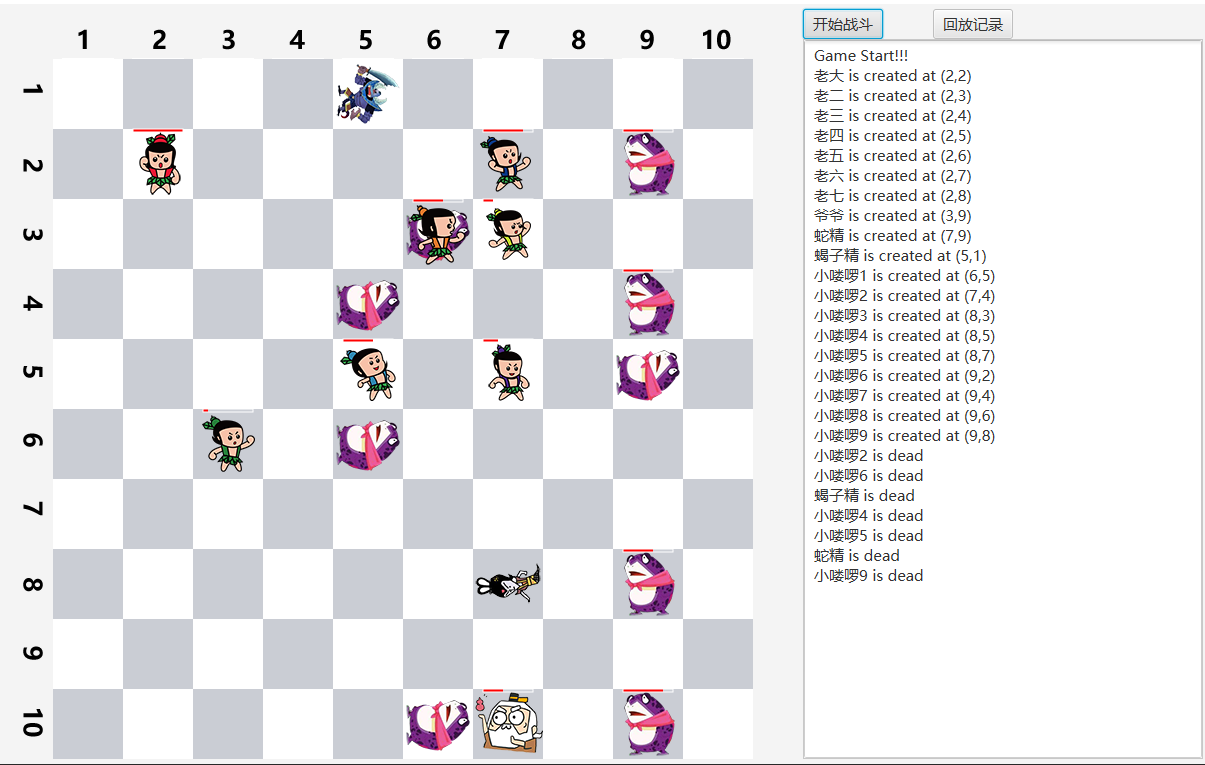 开始战斗 回放记录
1 2 3 4 5 6 7 8 9 10
1
2
3
4
5
6
7
8
9
10
Game Start!!!
老大 is created at (2,2)
老二 is created at (2,3)
老三 is created at (2,4)
老四 is created at (2,5)
老五 is created at (2,6)
老六 is created at (2,7)
老七 is created at (2,8)
爷爷 is created at (3,9)
蛇精 is created at (7,9)
蝎子精 is created at (5,1)
小喽啰1 is created at (6,5)
小喽啰2 is created at (7,4)
小喽啰3 is created at (8,3)
小喽啰4 is created at (8,5)
小喽啰5 is created at (8,7)
小喽啰6 is created at (9,2)
小喽啰7 is created at (9,4)
小喽啰8 is created at (9,6)
小喽啰9 is created at (9,8)
小喽啰2 is dead
小喽啰6 is dead
蝎子精 is dead
小喽啰4 is dead
小喽啰5 is dead
蛇精 is dead
小喽啰9 is dead